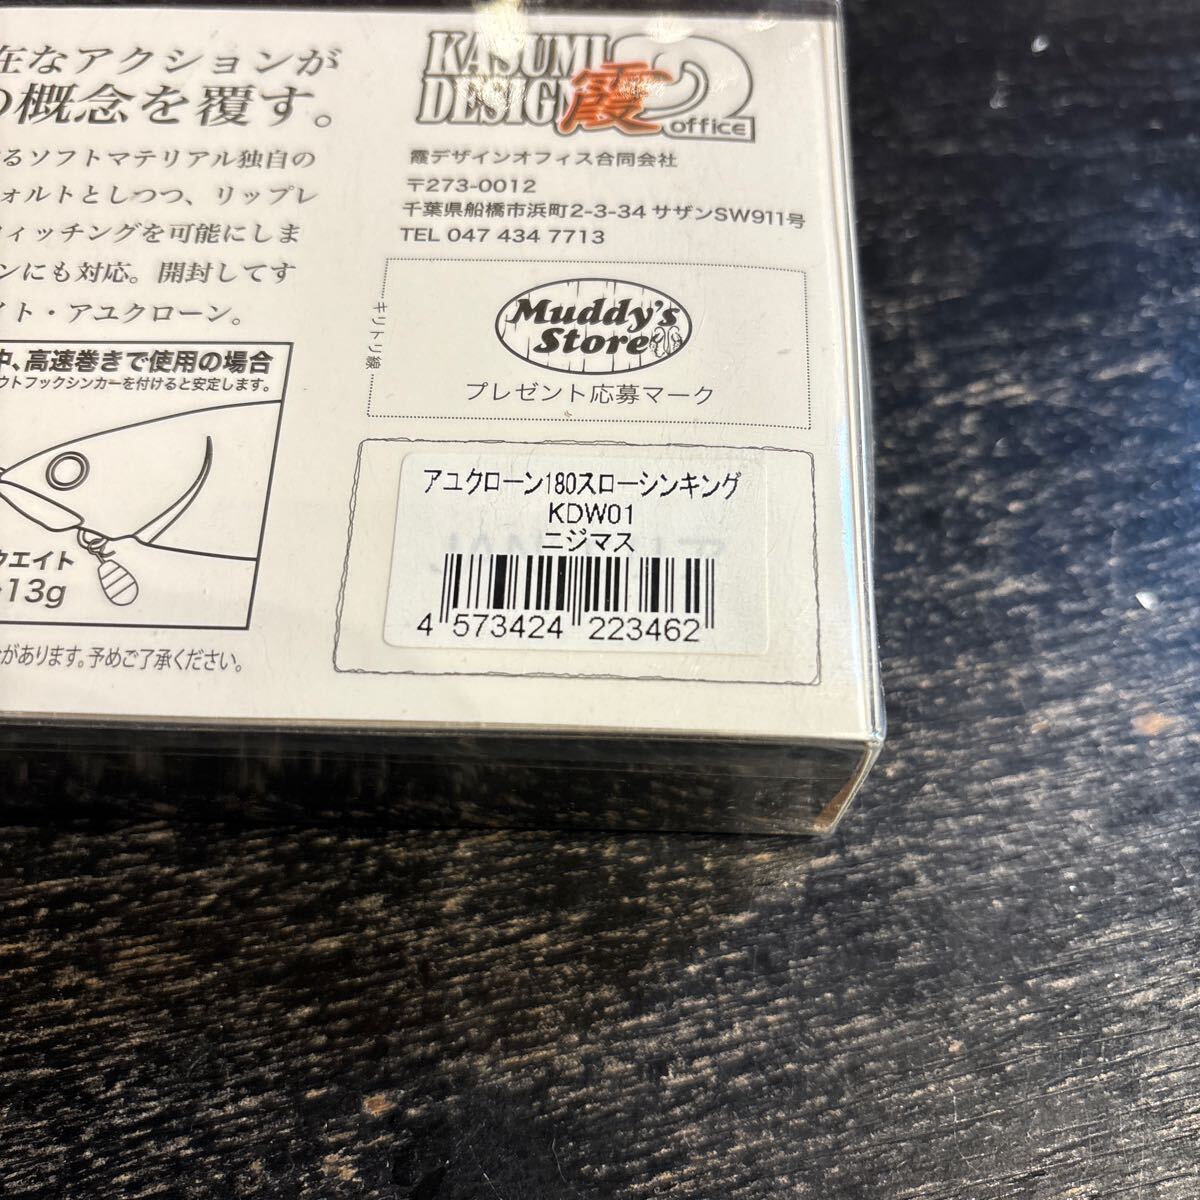 在なアクションが
の概念を覆す。
るソフトマテリアル独自の
フォルトとしつつ、リップレ
ウィッチングを可能にしま
ンにも対応。開封してす
イト・アユクローン。
中、高速巻きで使用の場合
ウトフックシンカーを付けると安定します。
ウエイト
13g
があります。予めご了承ください。
KASUMI
DESIGN 霞 office
霞デザインオフィス合同会社
〒273-0012
千葉県船橋市浜町2-3-34 サザンSW911号
TEL 047 434 7713
キリトリ線
Muddy's
Store
プレゼント応募マーク
アユクローン180スローシンキング
KDW01
ニジマス
4 573424 223462